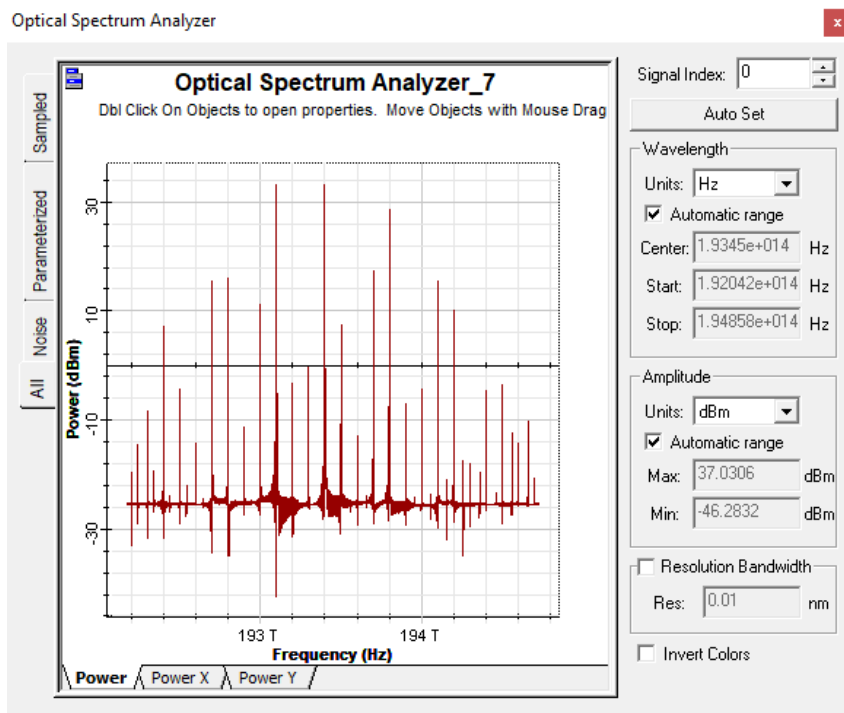 Optical Spectrum Analyzer
x
Sampled
Parameterized
Noise
All
Optical Spectrum Analyzer_7
Dbl Click On Objects to open properties. Move Objects with Mouse Drag
Power (dBm)
30
10
-10
-30
193 T
194 T
Frequency (Hz)
Power
Power X
Power Y
Signal Index: 0
Auto Set
Wavelength
Units: Hz
Automatic range
Center: 1.9345e+014 Hz
Start: 1.92042e+014 Hz
Stop: 1.94858e+014 Hz
Amplitude
Units: dBm
Automatic range
Max: 37.0306 dBm
Min: -46.2832 dBm
Resolution Bandwidth
Res: 0.01 nm
Invert Colors